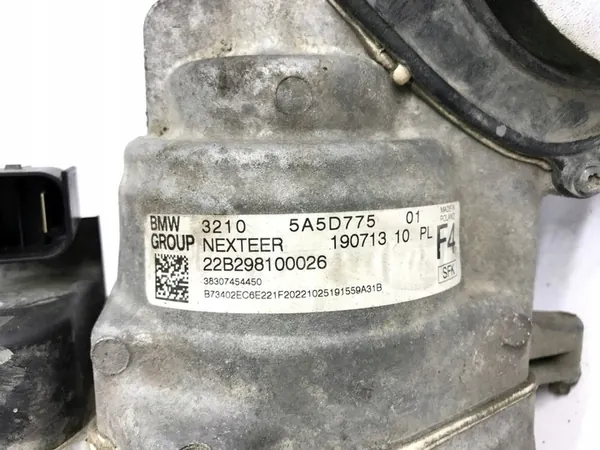 BMW GROUP
3210 5A5D775 01
NEXTEER 190713 10 PL
22B298100026
38307454450
B73402EC6E221F20221025191559A31B
MADE IN POLAND
F4
SFK